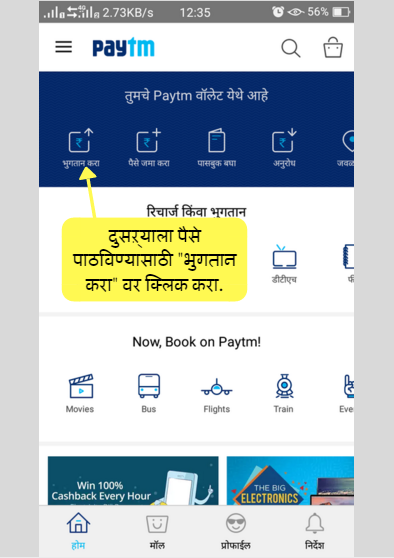 2.73KB/s 12:35 56%
paytm
तुमचे Paytm वॉलेट येथे आहे
भुगतान करा पैसे जमा करा पासबुक बघा अनुरोध जवळ
रिचार्ज किंवा भुगतान
दुसऱ्याला पैसे
पाठविण्यासाठी "भुगतान
करा" वर क्लिक करा.
डीटीएच
Now, Book on Paytm!
Movies Bus Flights Train Eve
Win 100%
Cashback Every Hour
THE BIG
ELECTRONICS
होम मॉल प्रोफाईल निर्देश